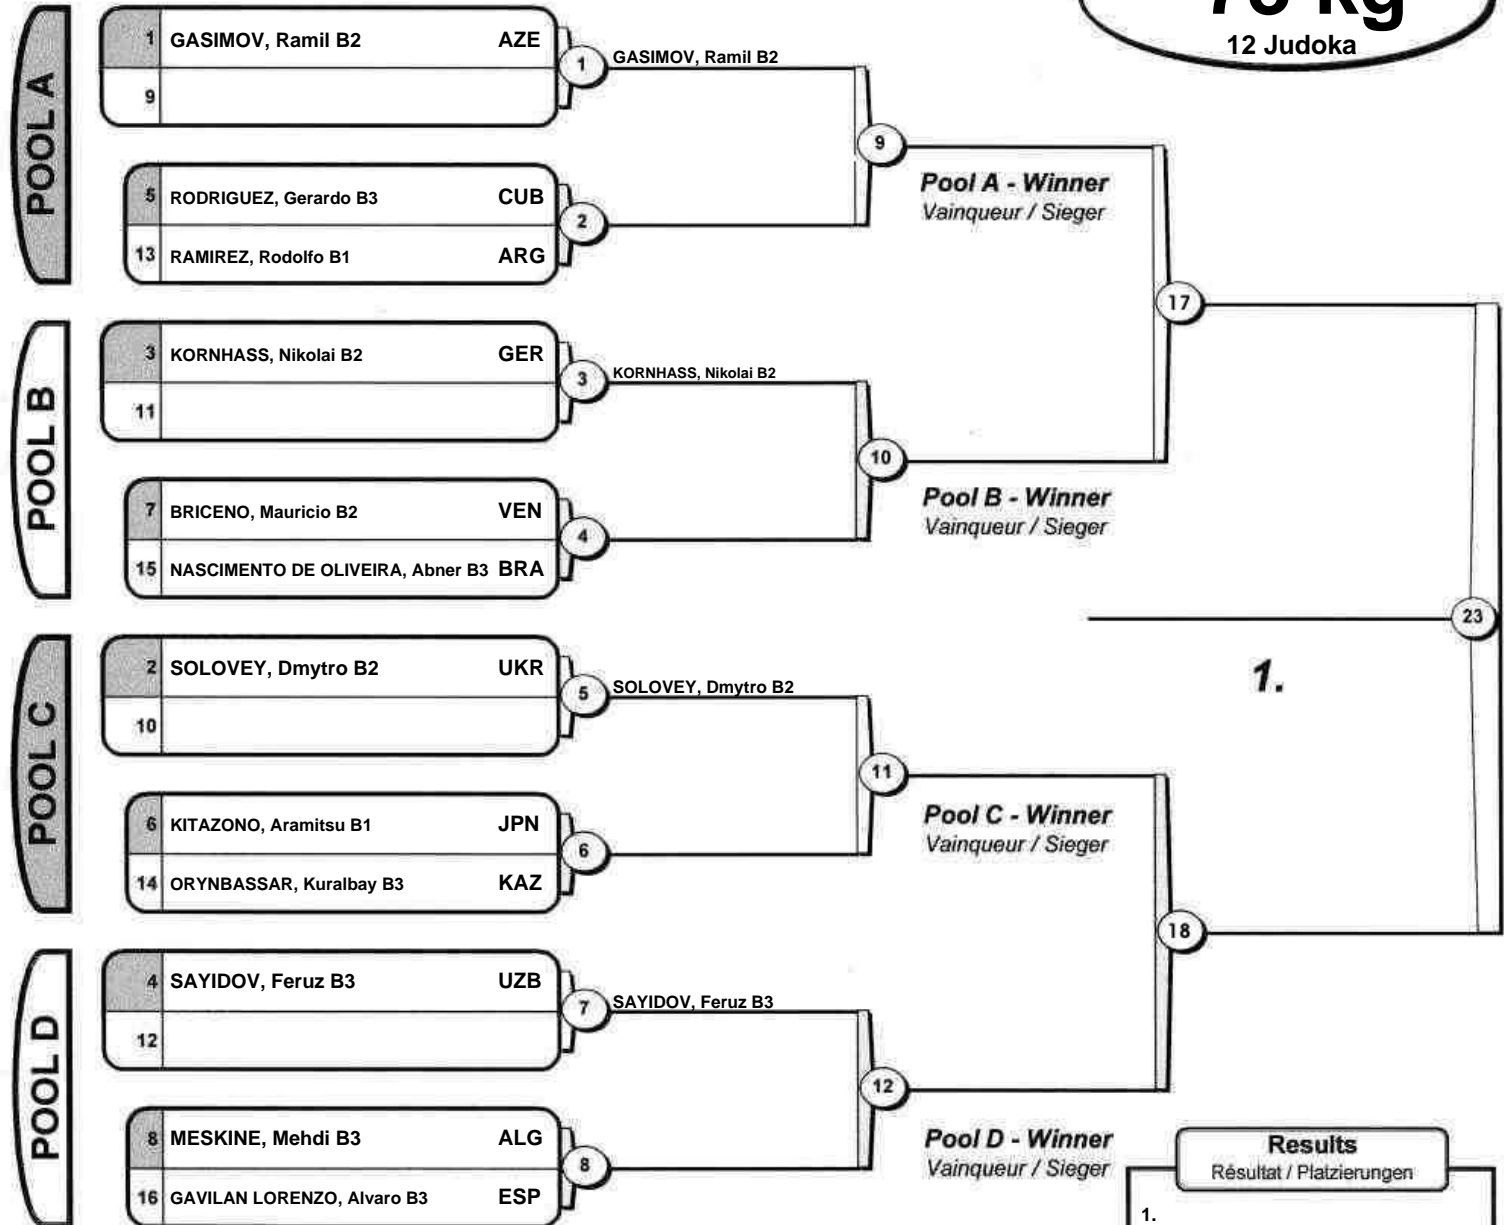 12 Judoka
POOL A
1 GASIMOV, Ramil B2 AZE
9
1
GASIMOV, Ramil B2
5 RODRIGUEZ, Gerardo B3 CUB
13 RAMIREZ, Rodolfo B1 ARG
2
9
Pool A - Winner
Vainqueur / Sieger
POOL B
3 KORNHASS, Nikolai B2 GER
11
3
KORNHASS, Nikolai B2
7 BRICENO, Mauricio B2 VEN
15 NASCIMENTO DE OLIVEIRA, Abner B3 BRA
4
10
Pool B - Winner
Vainqueur / Sieger
17
POOL C
2 SOLOVEY, Dmytro B2 UKR
10
5
SOLOVEY, Dmytro B2
6 KITAZONO, Aramitsu B1 JPN
14 ORYNBASSAR, Kuralbay B3 KAZ
6
11
Pool C - Winner
Vainqueur / Sieger
23
1.
POOL D
4 SAYIDOV, Feruz B3 UZB
12
7
SAYIDOV, Feruz B3
8 MESKINE, Mehdi B3 ALG
16 GAVILAN LORENZO, Alvaro B3 ESP
8
12
Pool D - Winner
Vainqueur / Sieger
18
Results
Résultat / Platzierungen
1.